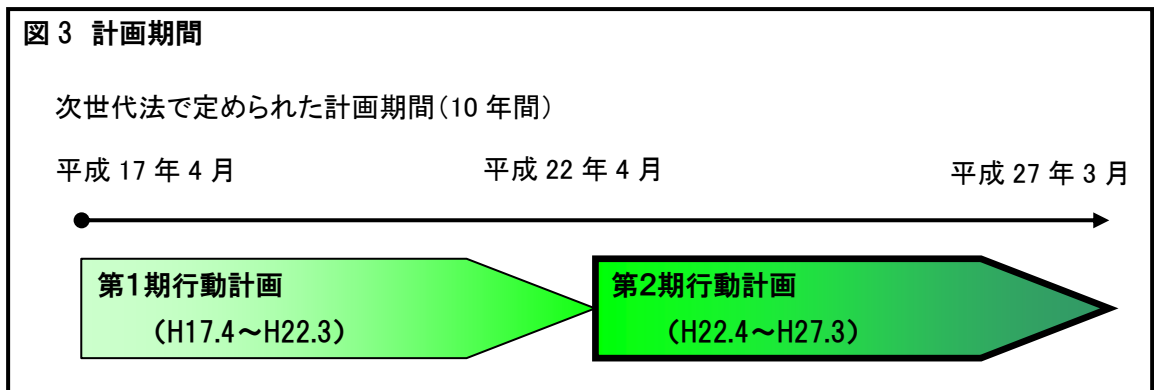 図 3 計画期間
次世代法で定められた計画期間(10 年間)
平成 17 年 4 月 平成 22 年 4 月 平成 27 年 3 月
第1期行動計画 第2期行動計画
(H17.4~H22.3) (H22.4~H27.3)